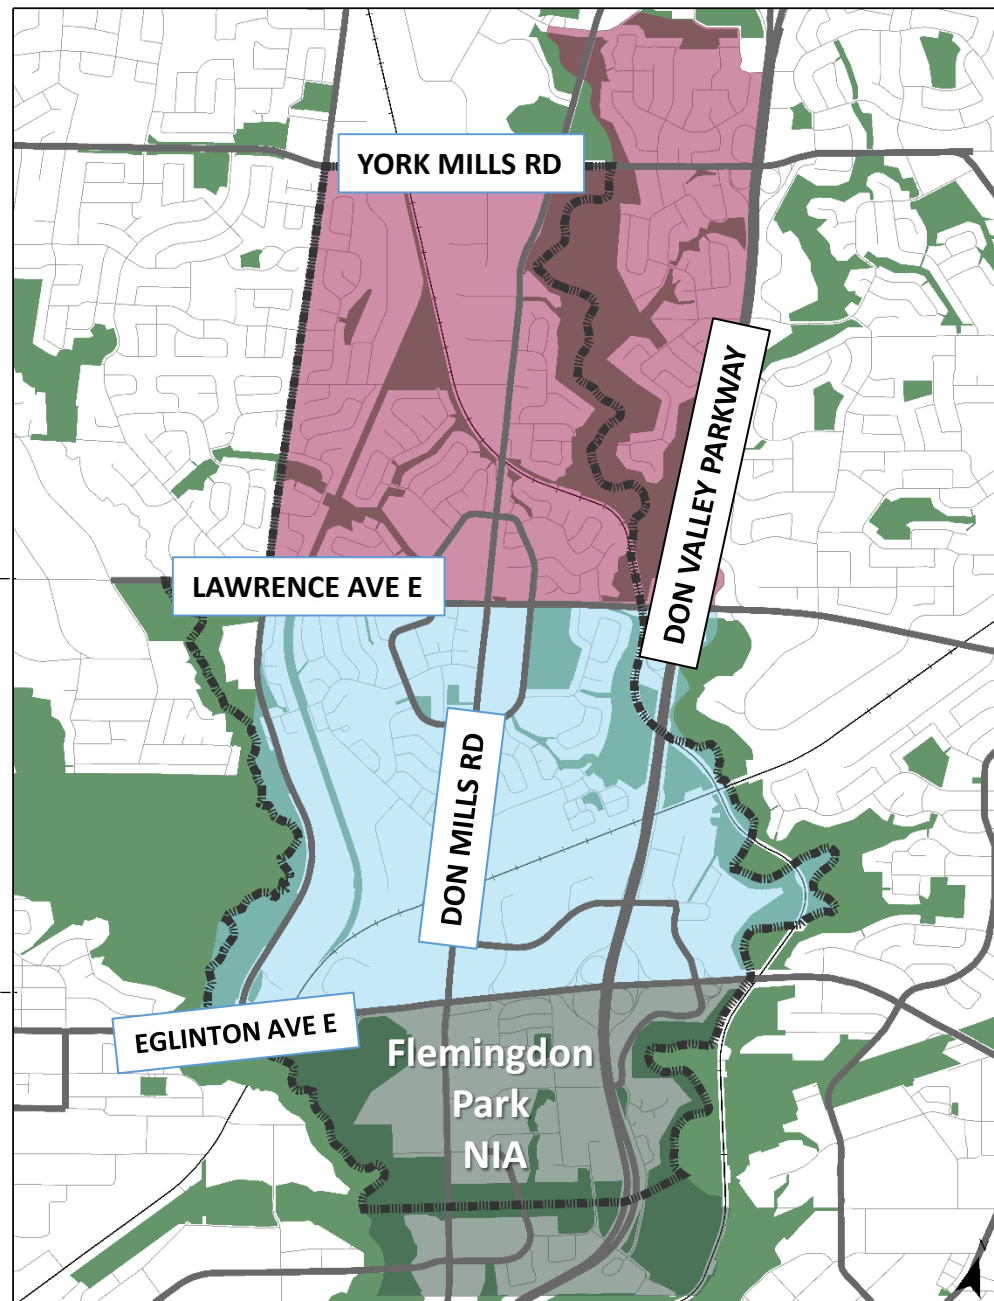 YORK MILLS RD
DON VALLEY PARKWAY
LAWRENCE AVE E
DON MILLS RD
EGLINTON AVE E
Flemingdon
Park
NIA
N